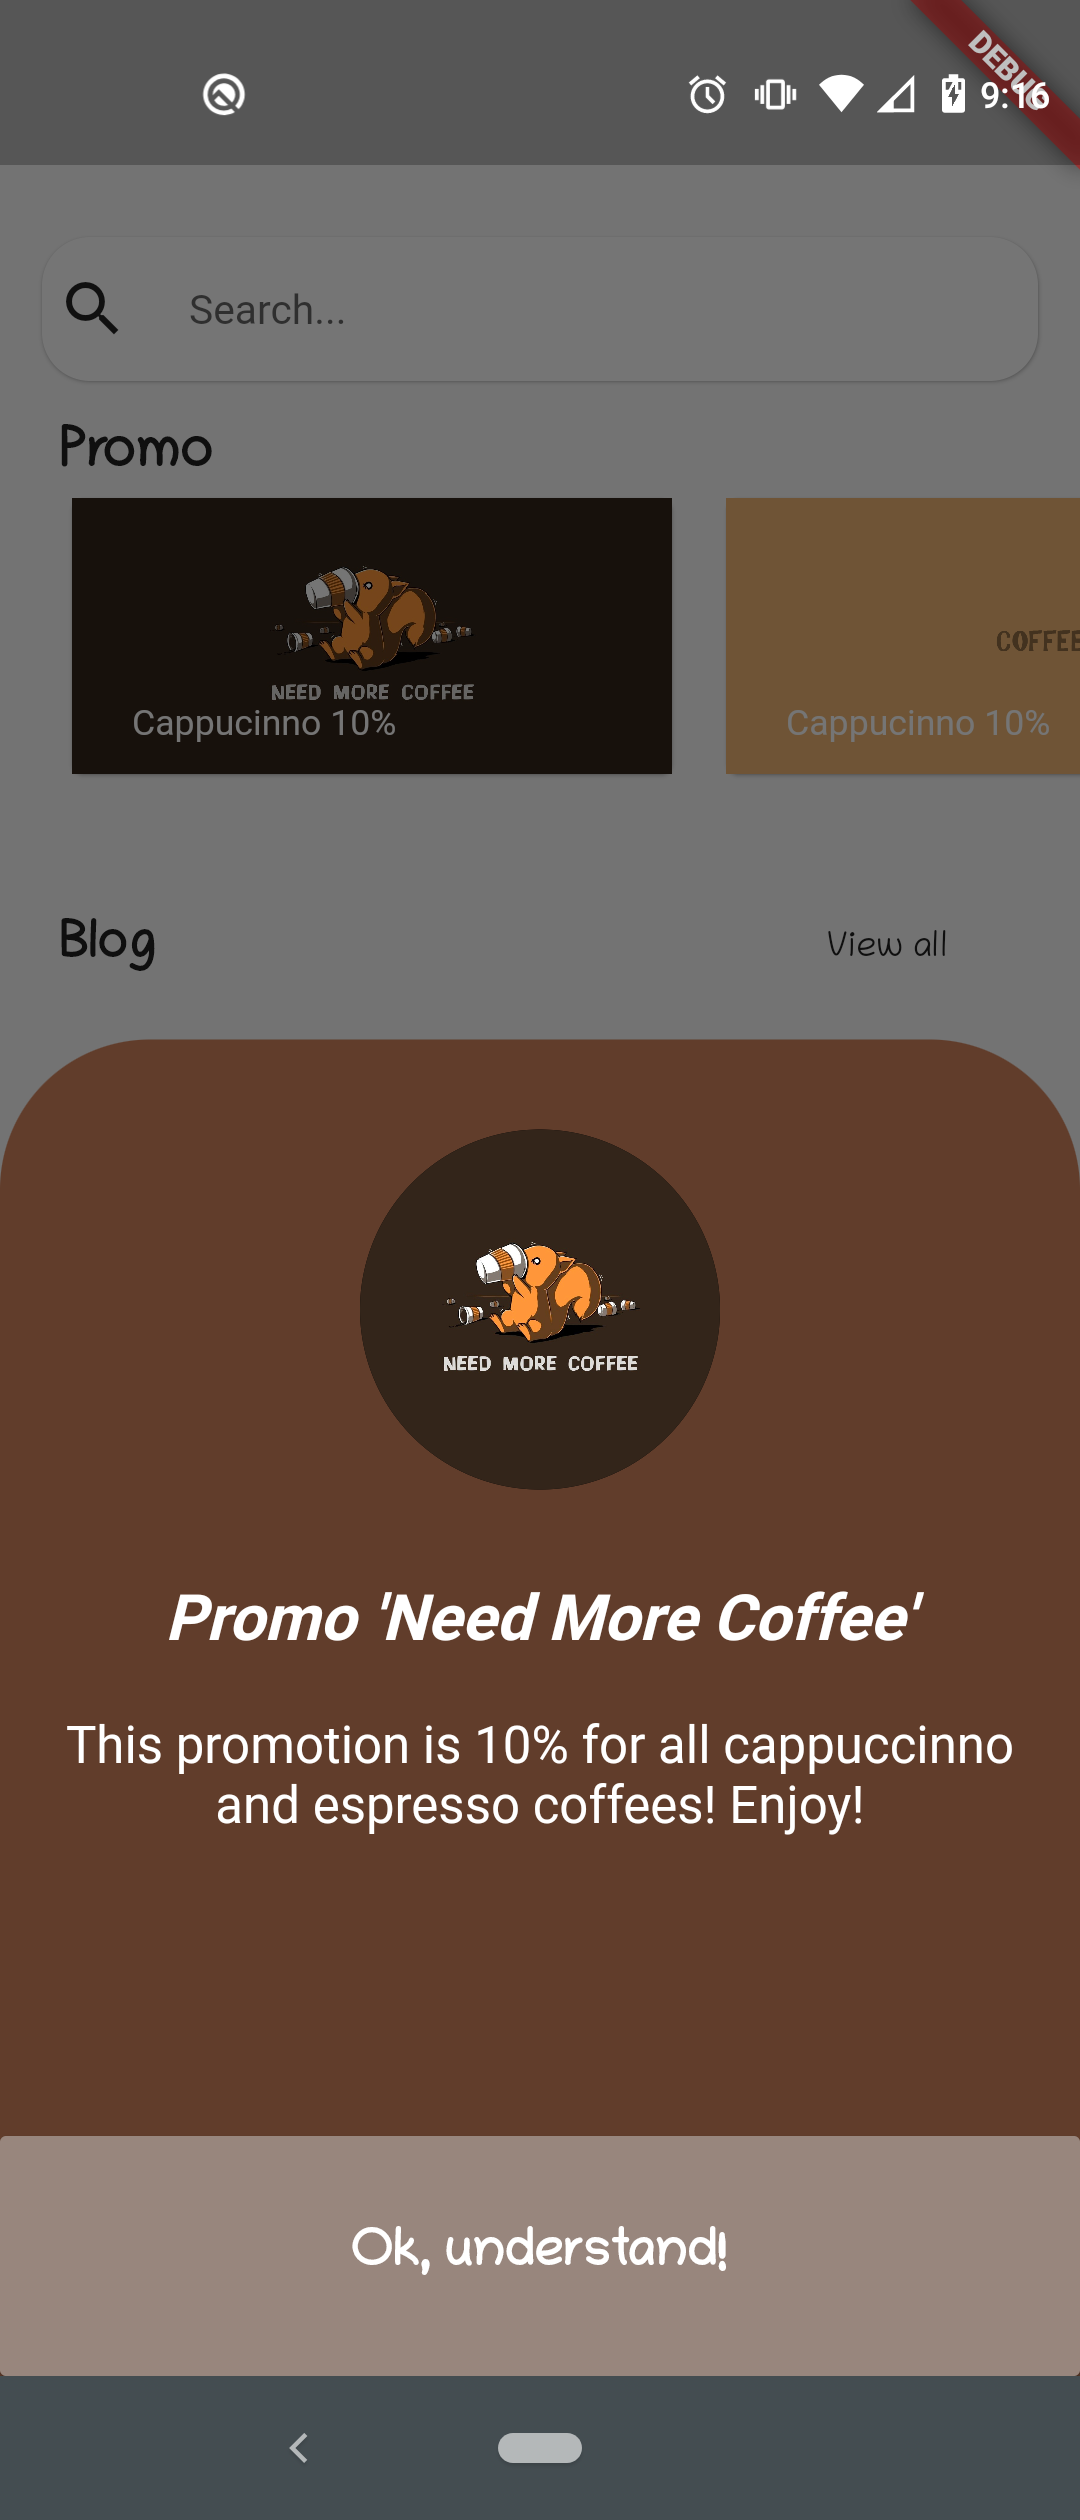 DEBUG
9:16
Search...
Promo
NEED MORE COFFEE
Cappucinno 10%
COFFEE
Cappucinno 10%
Blog
View all
NEED MORE COFFEE
Promo 'Need More Coffee'
This promotion is 10% for all cappuccinno
and espresso coffees! Enjoy!
Ok, understand!